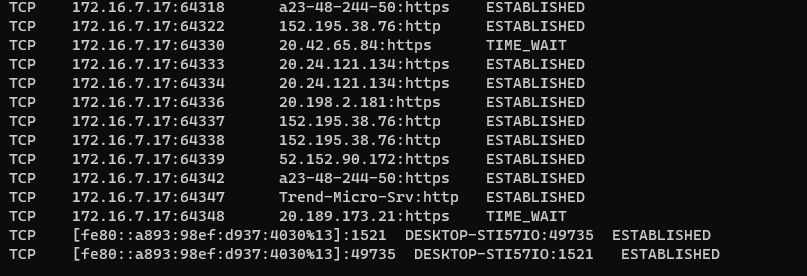 TCP    172.16.7.17:64318      a23-48-244-50:https    ESTABLISHED
TCP    172.16.7.17:64322      152.195.38.76:http     ESTABLISHED
TCP    172.16.7.17:64330      20.42.65.84:https      TIME_WAIT
TCP    172.16.7.17:64333      20.24.121.134:https    ESTABLISHED
TCP    172.16.7.17:64334      20.24.121.134:https    ESTABLISHED
TCP    172.16.7.17:64336      20.198.2.181:https     ESTABLISHED
TCP    172.16.7.17:64337      152.195.38.76:http     ESTABLISHED
TCP    172.16.7.17:64338      152.195.38.76:http     ESTABLISHED
TCP    172.16.7.17:64339      52.152.90.172:https    ESTABLISHED
TCP    172.16.7.17:64342      a23-48-244-50:https    ESTABLISHED
TCP    172.16.7.17:64347      Trend-Micro-Srv:http   ESTABLISHED
TCP    172.16.7.17:64348      20.189.173.21:https    TIME_WAIT
TCP    [fe80::a893:98ef:d937:4030%13]:1521  DESKTOP-STI57IO:49735  ESTABLISHED
TCP    [fe80::a893:98ef:d937:4030%13]:49735  DESKTOP-STI57IO:1521   ESTABLISHED